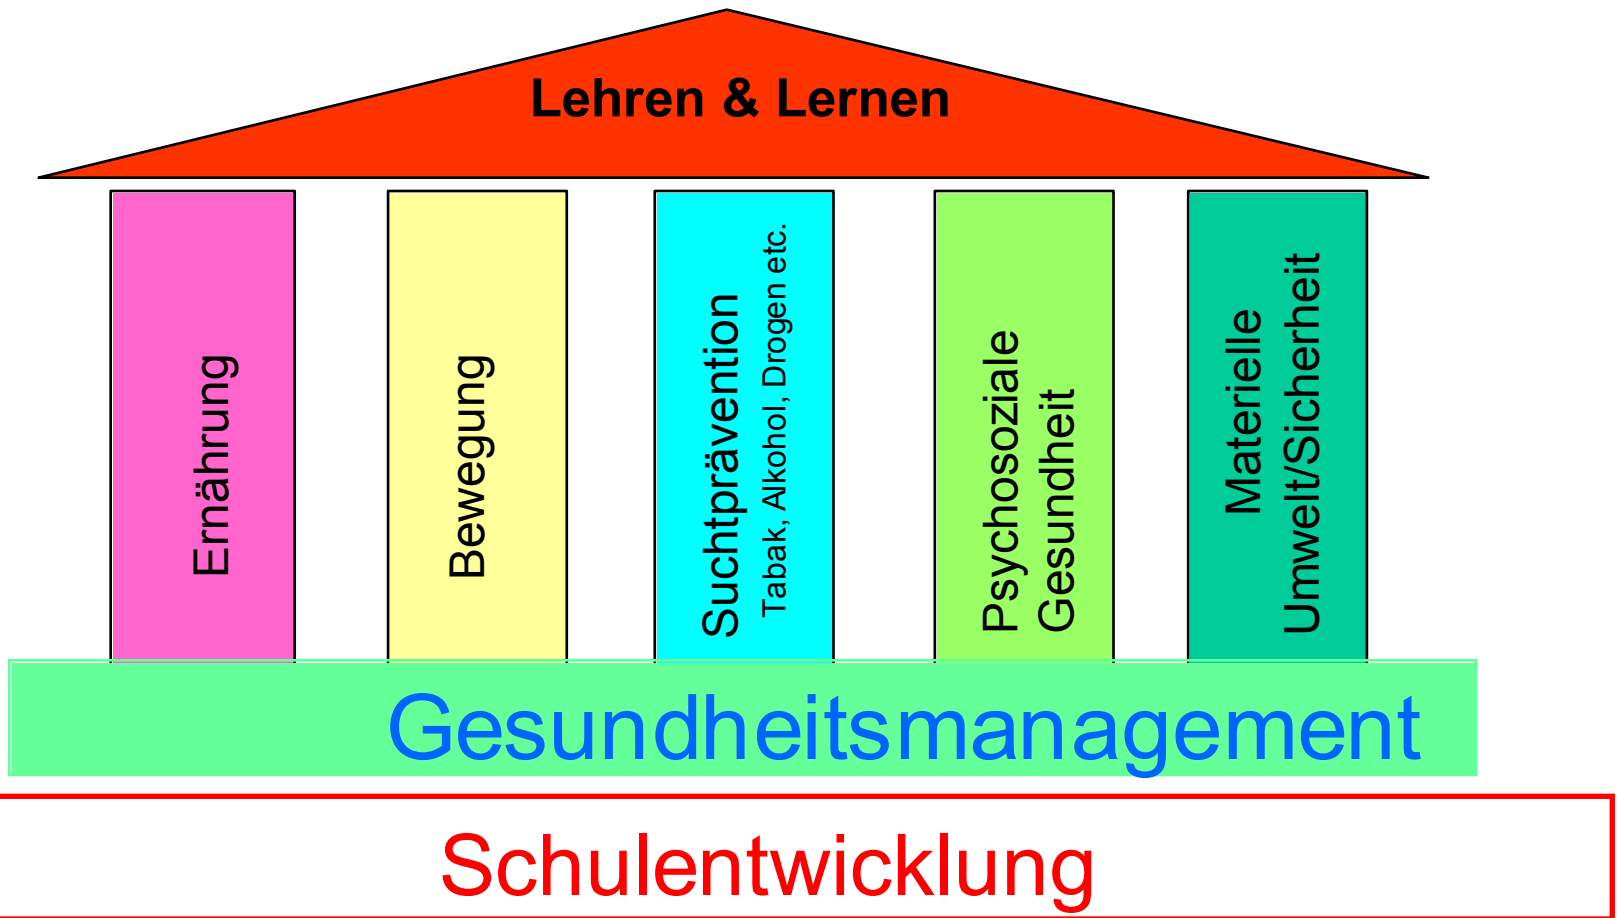 Lehren & Lernen
Ernährung
Bewegung
Suchtprävention
Tabak, Alkohol, Drogen etc.
Psychosoziale
Gesundheit
Materielle
Umwelt/Sicherheit
Gesundheitsmanagement
Schulentwicklung